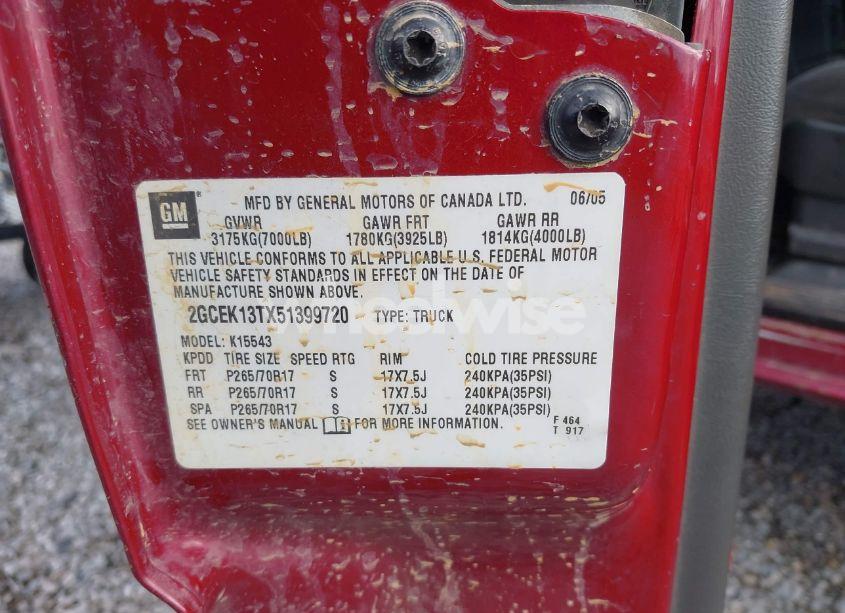 GM
MFD BY GENERAL MOTORS OF CANADA LTD. 06/05
GVWR GAWR FRT GAWR RR
3175KG(7000LB) 1780KG(3925LB) 1814KG(4000LB)
THIS VEHICLE CONFORMS TO ALL APPLICABLE U.S. FEDERAL MOTOR
VEHICLE SAFETY STANDARDS IN EFFECT ON THE DATE OF
MANUFACTURE SHOWN ABOVE.
2GCEK13TX51399720 TYPE: TRUCK
wheelwise
MODEL: K15543
KPDD TIRE SIZE SPEED RTG RIM COLD TIRE PRESSURE
FRT P265/70R17 S 17X7.5J 240KPA(35PSI)
RR P265/70R17 S 17X7.5J 240KPA(35PSI)
SPA P265/70R17 S 17X7.5J 240KPA(35PSI)
SEE OWNER'S MANUAL FOR MORE INFORMATION.
F 464
T 917